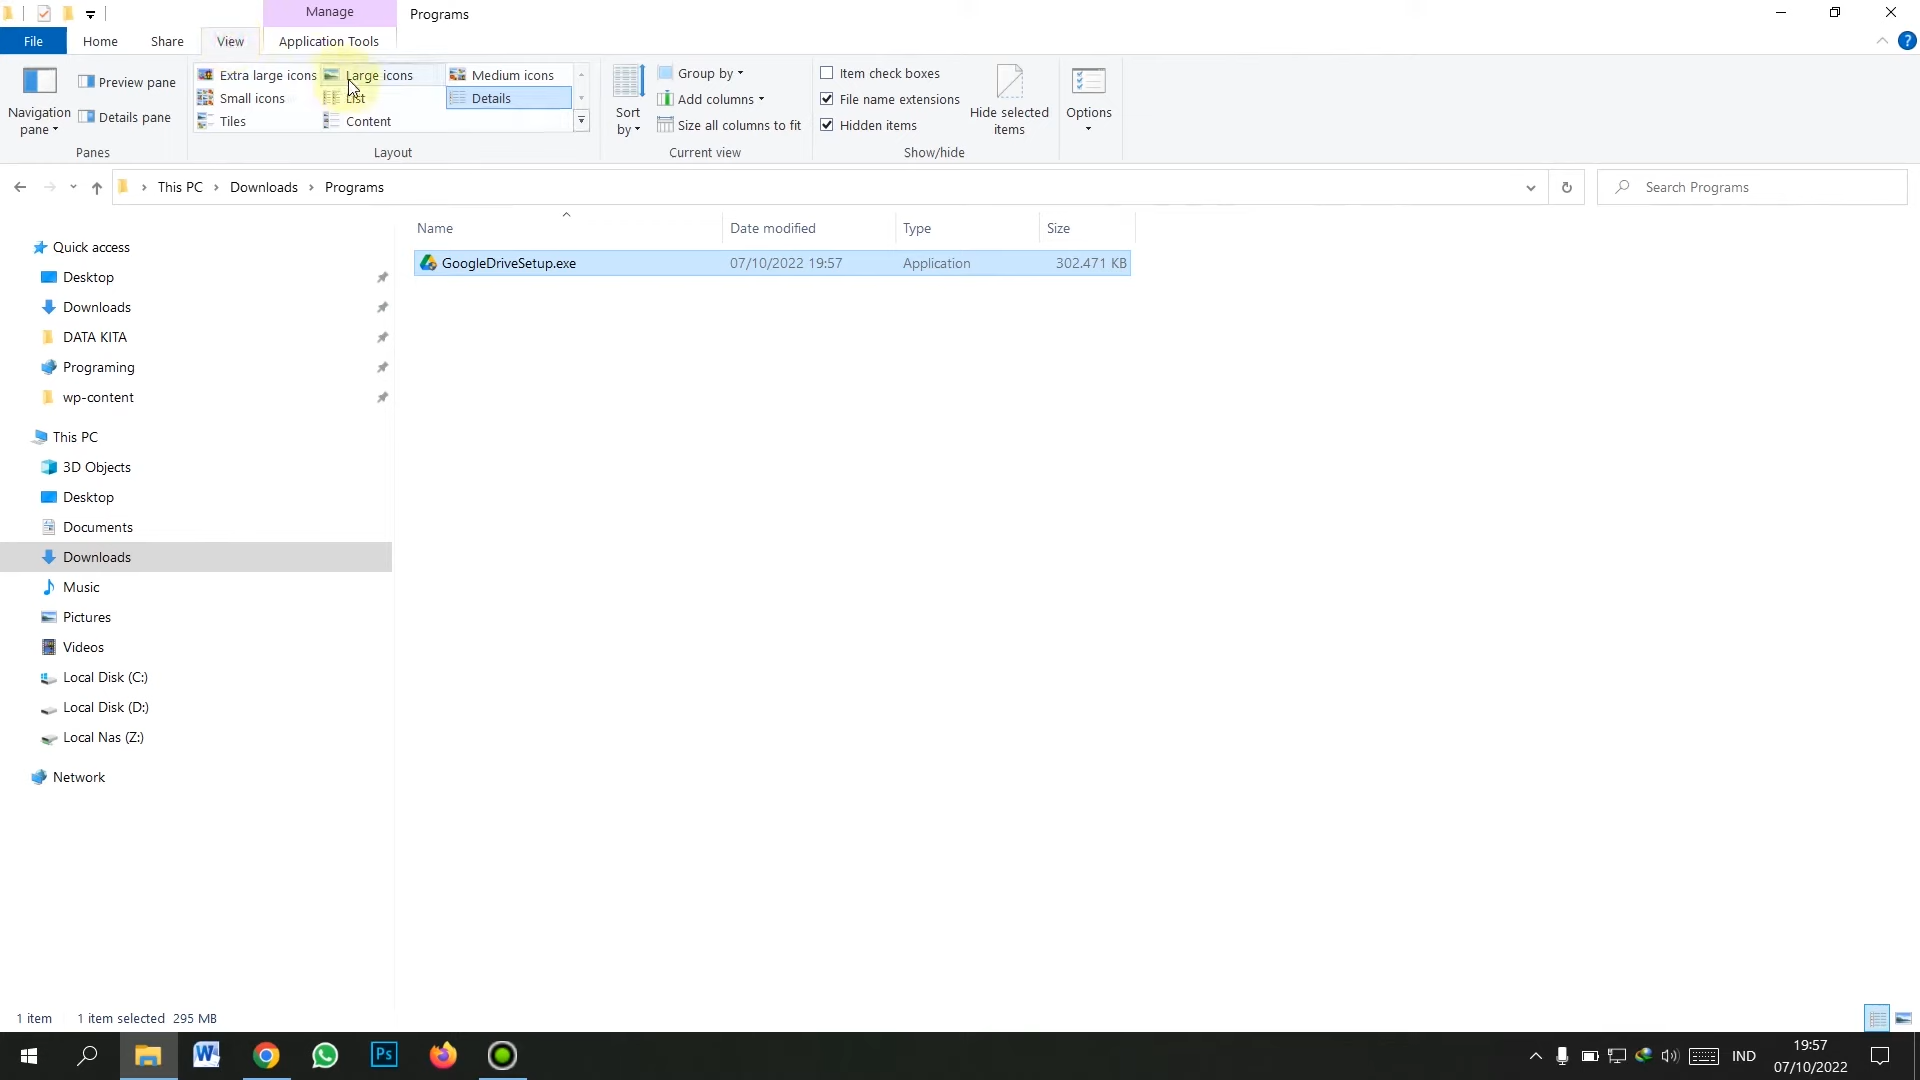 Manage
Programs
File
Home
Share
View
Application Tools
Navigation pane
Preview pane
Details pane
Panes
Extra large icons
Large icons
Medium icons
Small icons
List
Details
Tiles
Content
Layout
Sort by
Group by
Add columns
Size all columns to fit
Current view
Item check boxes
File name extensions
Hidden items
Show/hide
Hide selected items
Options
This PC > Downloads > Programs
Search Programs
Name
Date modified
Type
Size
GoogleDriveSetup.exe
07/10/2022 19:57
Application
302.471 KB
Quick access
Desktop
Downloads
DATA KITA
Programing
wp-content
This PC
3D Objects
Desktop
Documents
Downloads
Music
Pictures
Videos
Local Disk (C:)
Local Disk (D:)
Local Nas (Z:)
Network
1 item
1 item selected 295 MB
W
Ps
IND
19:57
07/10/2022